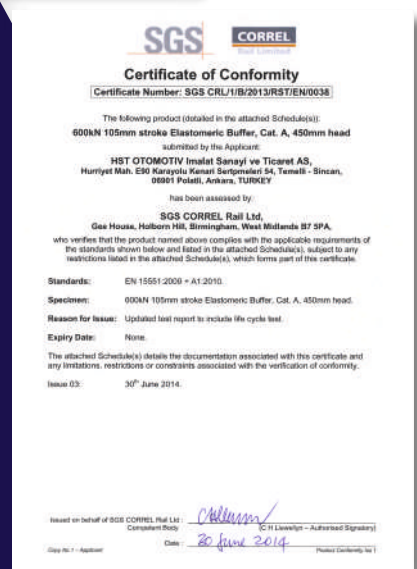 SGS
CORREL
Rail Limited
Certificate of Conformity
Certificate Number: SGS CRL/1/B/2013/RST/EN/0038
The following product (detailed in the attached Schedule(s)):
600kN 105mm stroke Elastomeric Buffer, Cat. A, 450mm head
submitted by the Applicant:
HST OTOMOTIV Imalat Sanayi ve Ticaret AS,
Hurriyet Mah. E90 Karayolu Kenari Sertpmeleri 54, Temelli - Sincan,
06901 Polatli, Ankara, TURKEY
has been assessed by:
SGS CORREL Rail Ltd,
Gee House, Holborn Hill, Birmingham, West Midlands B7 5PA,
who verifies that the product named above complies with the applicable requirements of
the standards shown below and listed in the attached Schedule(s), subject to any
restrictions listed in the attached Schedule(s), which forms part of this certificate.
Standards: EN 15551:2009 + A1:2010.
Specimen: 600kN 105mm stroke Elastomeric Buffer, Cat. A, 450mm head.
Reason for Issue: Updated test report to include life cycle test.
Expiry Date: None.
The attached Schedule(s) details the documentation associated with this certificate and
any limitations, restrictions or constraints associated with the verification of conformity.
Issue 03: 30th June 2014.
Issued on behalf of SGS CORREL Rail Ltd :
Competent Body
(C H Llewellyn – Authorised Signatory)
Date : 30 June 2014
Copy No 1 - Applicant
Product Conformity Iss 1